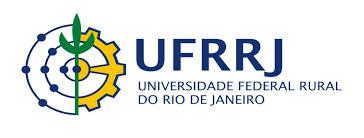 UFRRJ
UNIVERSIDADE FEDERAL RURAL
DO RIO DE JANEIRO